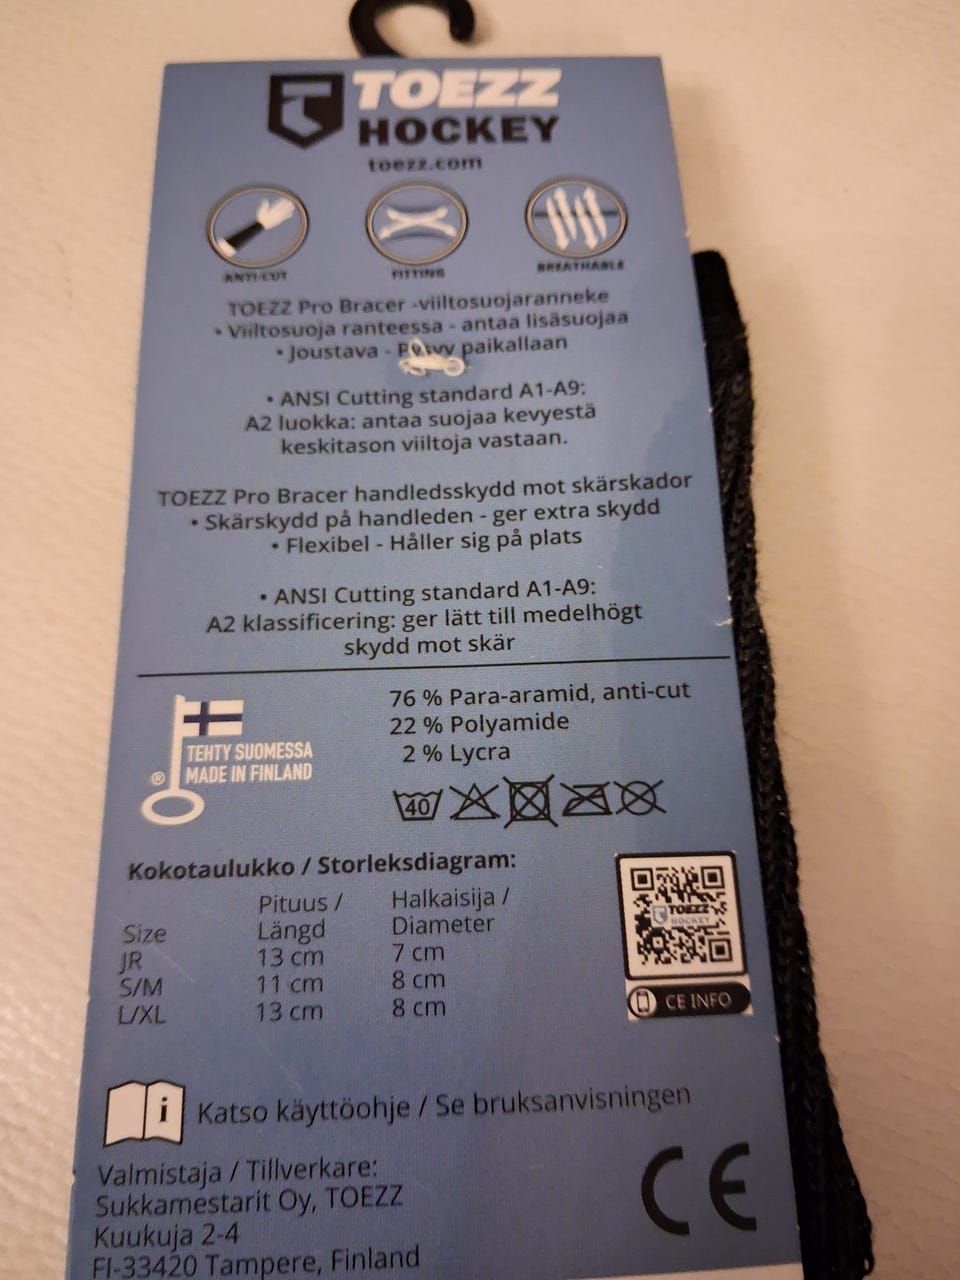 TOEZZ
HOCKEY
toezz.com
ANTI-CUT FITTING BREATHABLE
TOEZZ Pro Bracer -viiltosuojaranneke
• Viiltosuoja ranteessa - antaa lisäsuojaa
• Joustava - Pysyy paikallaan
• ANSI Cutting standard A1-A9:
A2 luokka: antaa suojaa kevyestä
keskitason viiltoja vastaan.
TOEZZ Pro Bracer handledsskydd mot skärskador
• Skärskydd på handleden - ger extra skydd
• Flexibel - Håller sig på plats
• ANSI Cutting standard A1-A9:
A2 klassificering: ger lätt till medelhögt
skydd mot skär
TEHTY SUOMESSA
® MADE IN FINLAND
76 % Para-aramid, anti-cut
22 % Polyamide
2 % Lycra
40
Kokotaulukko / Storleksdiagram:
Pituus / Halkaisija /
Size Längd Diameter
JR 13 cm 7 cm
S/M 11 cm 8 cm
L/XL 13 cm 8 cm
TOEZZ
HOCKEY
CE INFO
i Katso käyttöohje / Se bruksanvisningen
Valmistaja / Tillverkare:
Sukkamestarit Oy, TOEZZ
Kuukuja 2-4
FI-33420 Tampere, Finland
CE